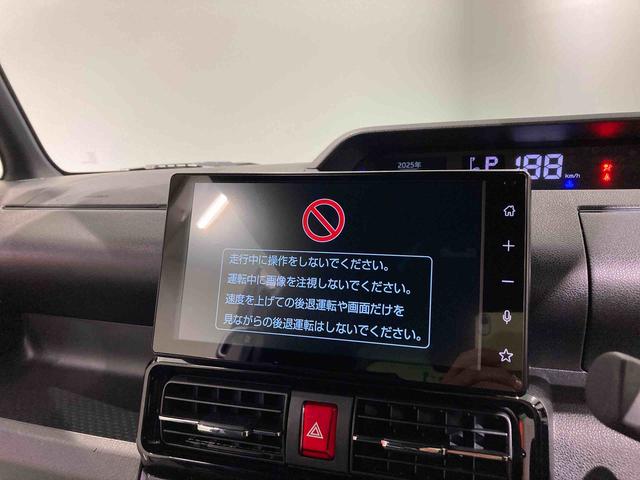 2025年
P 188
km/h
走行中に操作をしないでください。
運転中に画像を注視しないでください。
速度を上げての後退運転や画面だけを
見ながらの後退運転はしないでください。